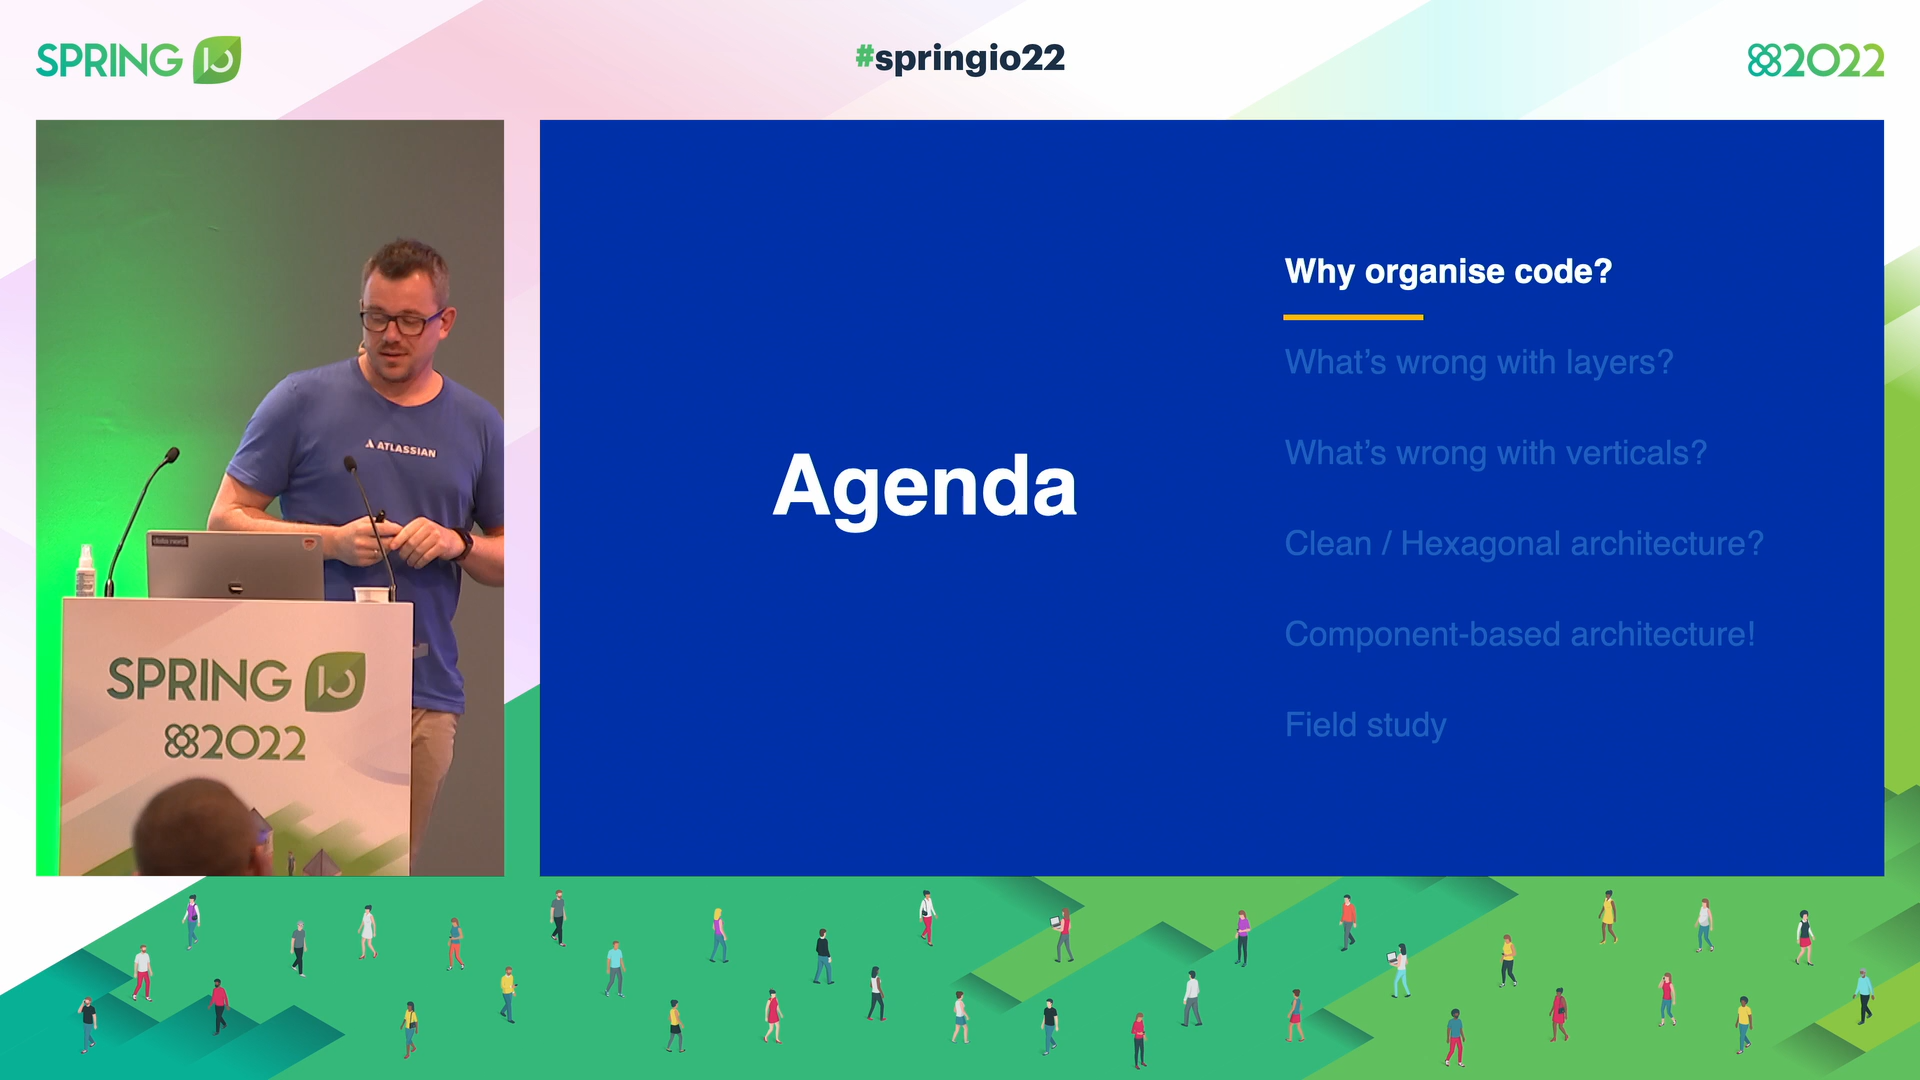 SPRING IO
#springio22
2022
ATLASSIAN
SPRING IO
2022
Agenda
Why organise code?
What's wrong with layers?
What's wrong with verticals?
Clean / Hexagonal architecture?
Component-based architecture!
Field study